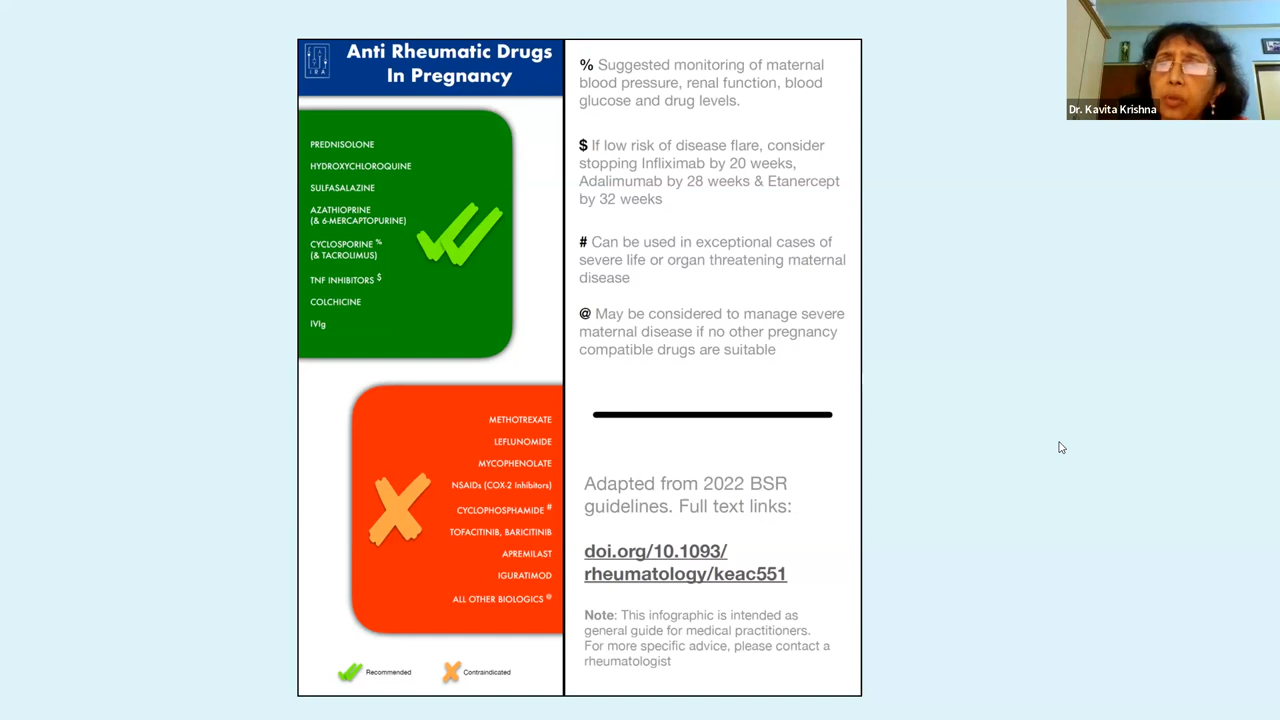 Anti Rheumatic Drugs
In Pregnancy
IRA
PREDNISOLONE
HYDROXYCHLOROQUINE
SULFASALAZINE
AZATHIOPRINE
(& 6-MERCAPTOPURINE)
CYCLOSPORINE %
(& TACROLIMUS)
TNF INHIBITORS $
COLCHICINE
IVIg
METHOTREXATE
LEFLUNOMIDE
MYCOPHENOLATE
NSAIDs (COX-2 Inhibitors)
CYCLOPHOSPHAMIDE #
TOFACITINIB, BARICITINIB
APREMILAST
IGURATIMOD
ALL OTHER BIOLOGICS @
Recommended
Contraindicated
% Suggested monitoring of maternal
blood pressure, renal function, blood
glucose and drug levels.
$ If low risk of disease flare, consider
stopping Infliximab by 20 weeks,
Adalimumab by 28 weeks & Etanercept
by 32 weeks
# Can be used in exceptional cases of
severe life or organ threatening maternal
disease
@ May be considered to manage severe
maternal disease if no other pregnancy
compatible drugs are suitable
Adapted from 2022 BSR
guidelines. Full text links:
doi.org/10.1093/
rheumatology/keac551
Note: This infographic is intended as
general guide for medical practitioners.
For more specific advice, please contact a
rheumatologist
Dr. Kavita Krishna